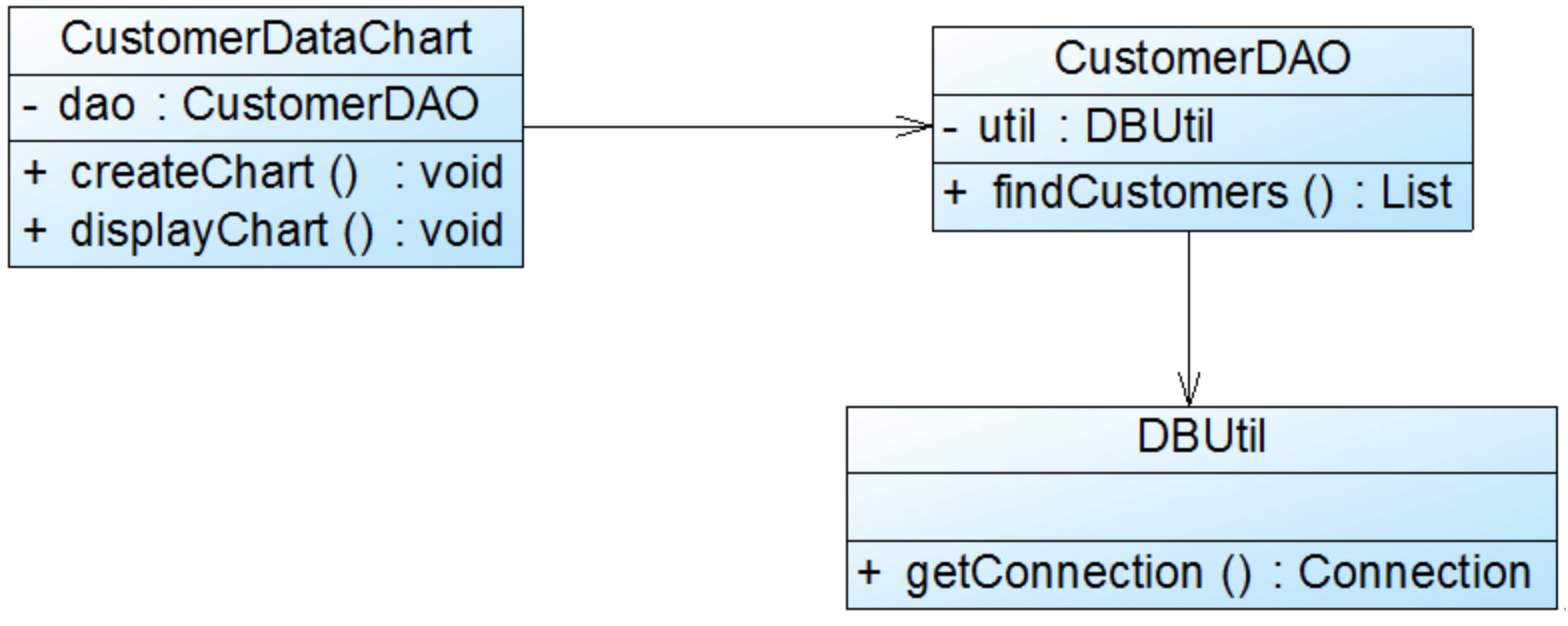 CustomerDataChart
- dao : CustomerDAO
+ createChart () : void
+ displayChart () : void
CustomerDAO
- util : DBUtil
+ findCustomers () : List
DBUtil
+ getConnection () : Connection